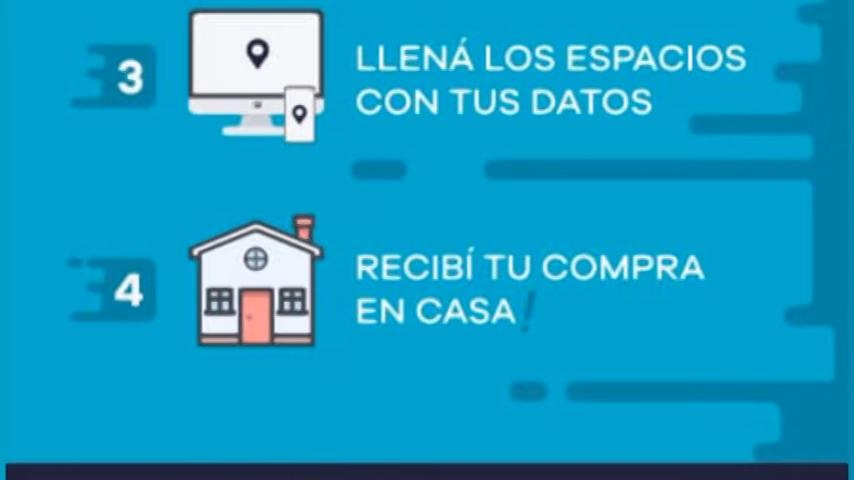 3
LLENÁ LOS ESPACIOS
CON TUS DATOS
4
RECIBÍ TU COMPRA
EN CASA!